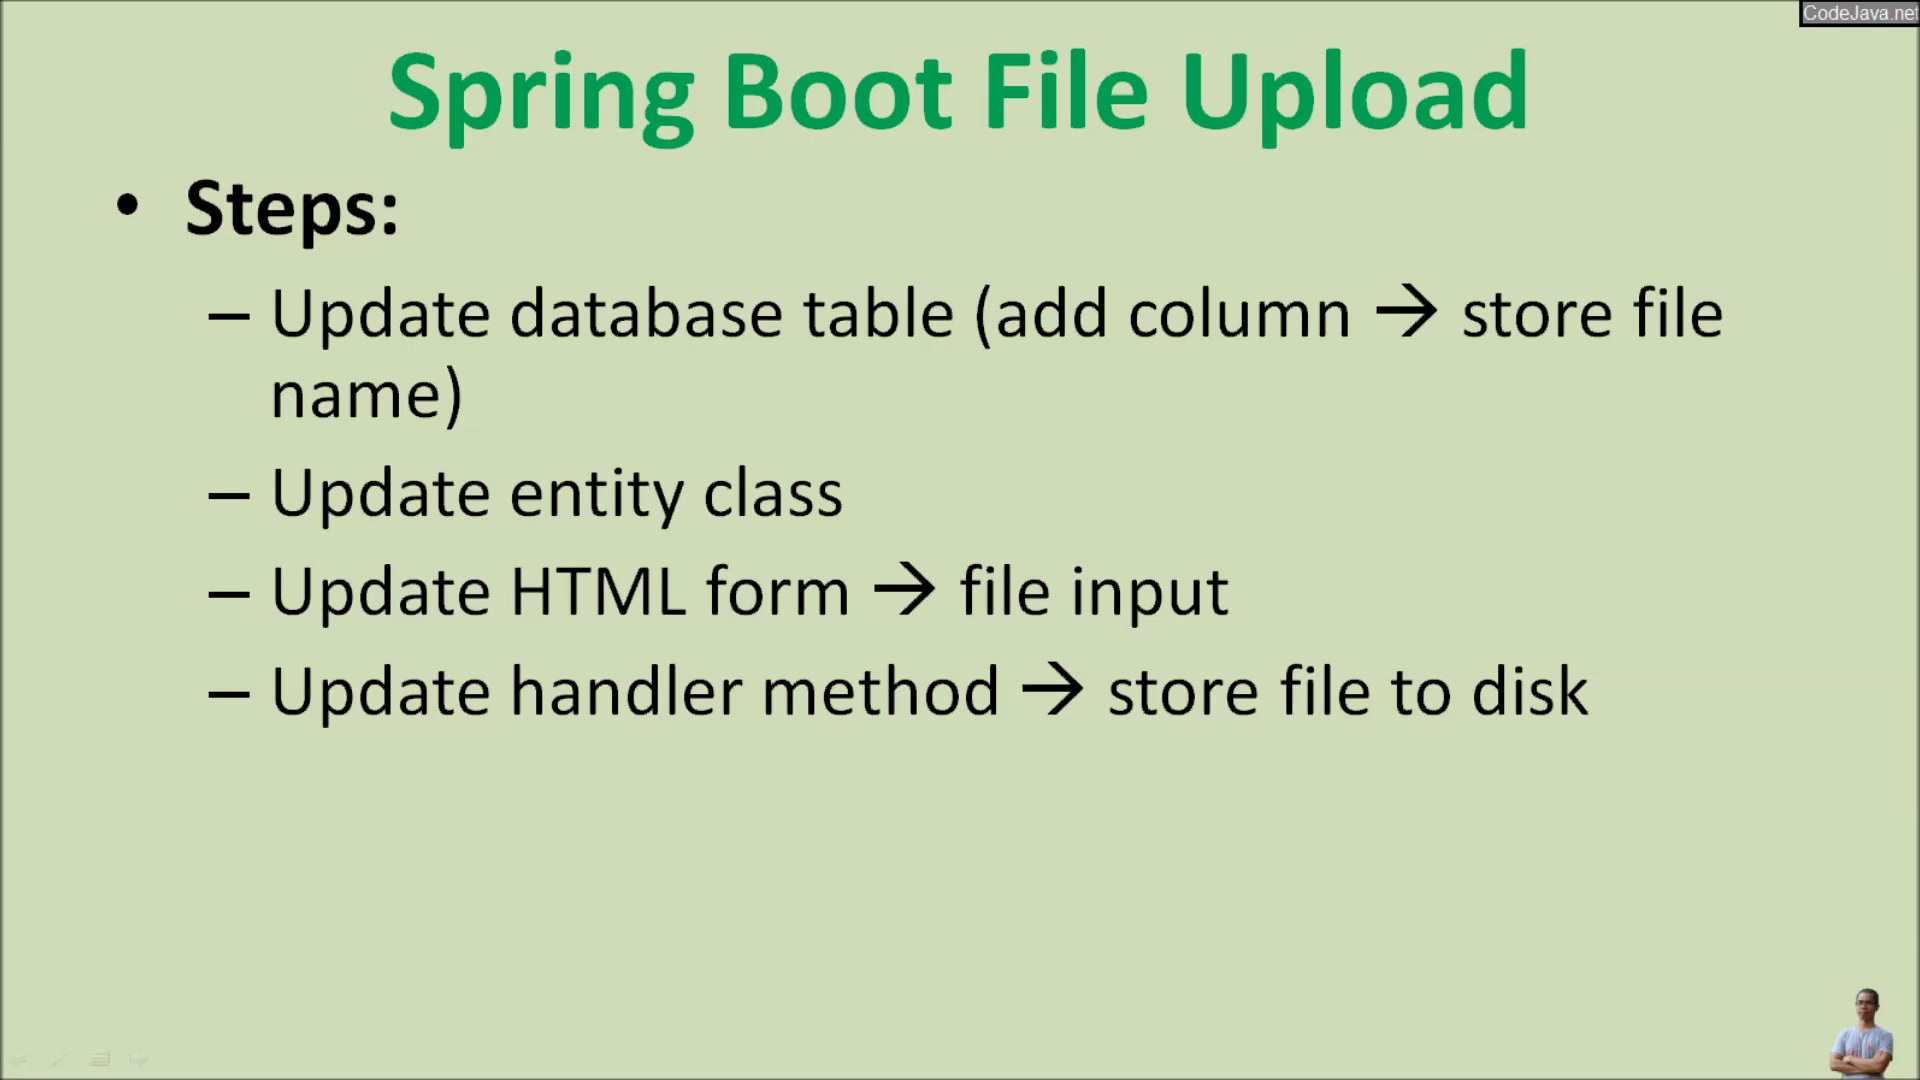 CodeJava.net
Spring Boot File Upload
• Steps:
– Update database table (add column → store file
name)
– Update entity class
– Update HTML form → file input
– Update handler method → store file to disk